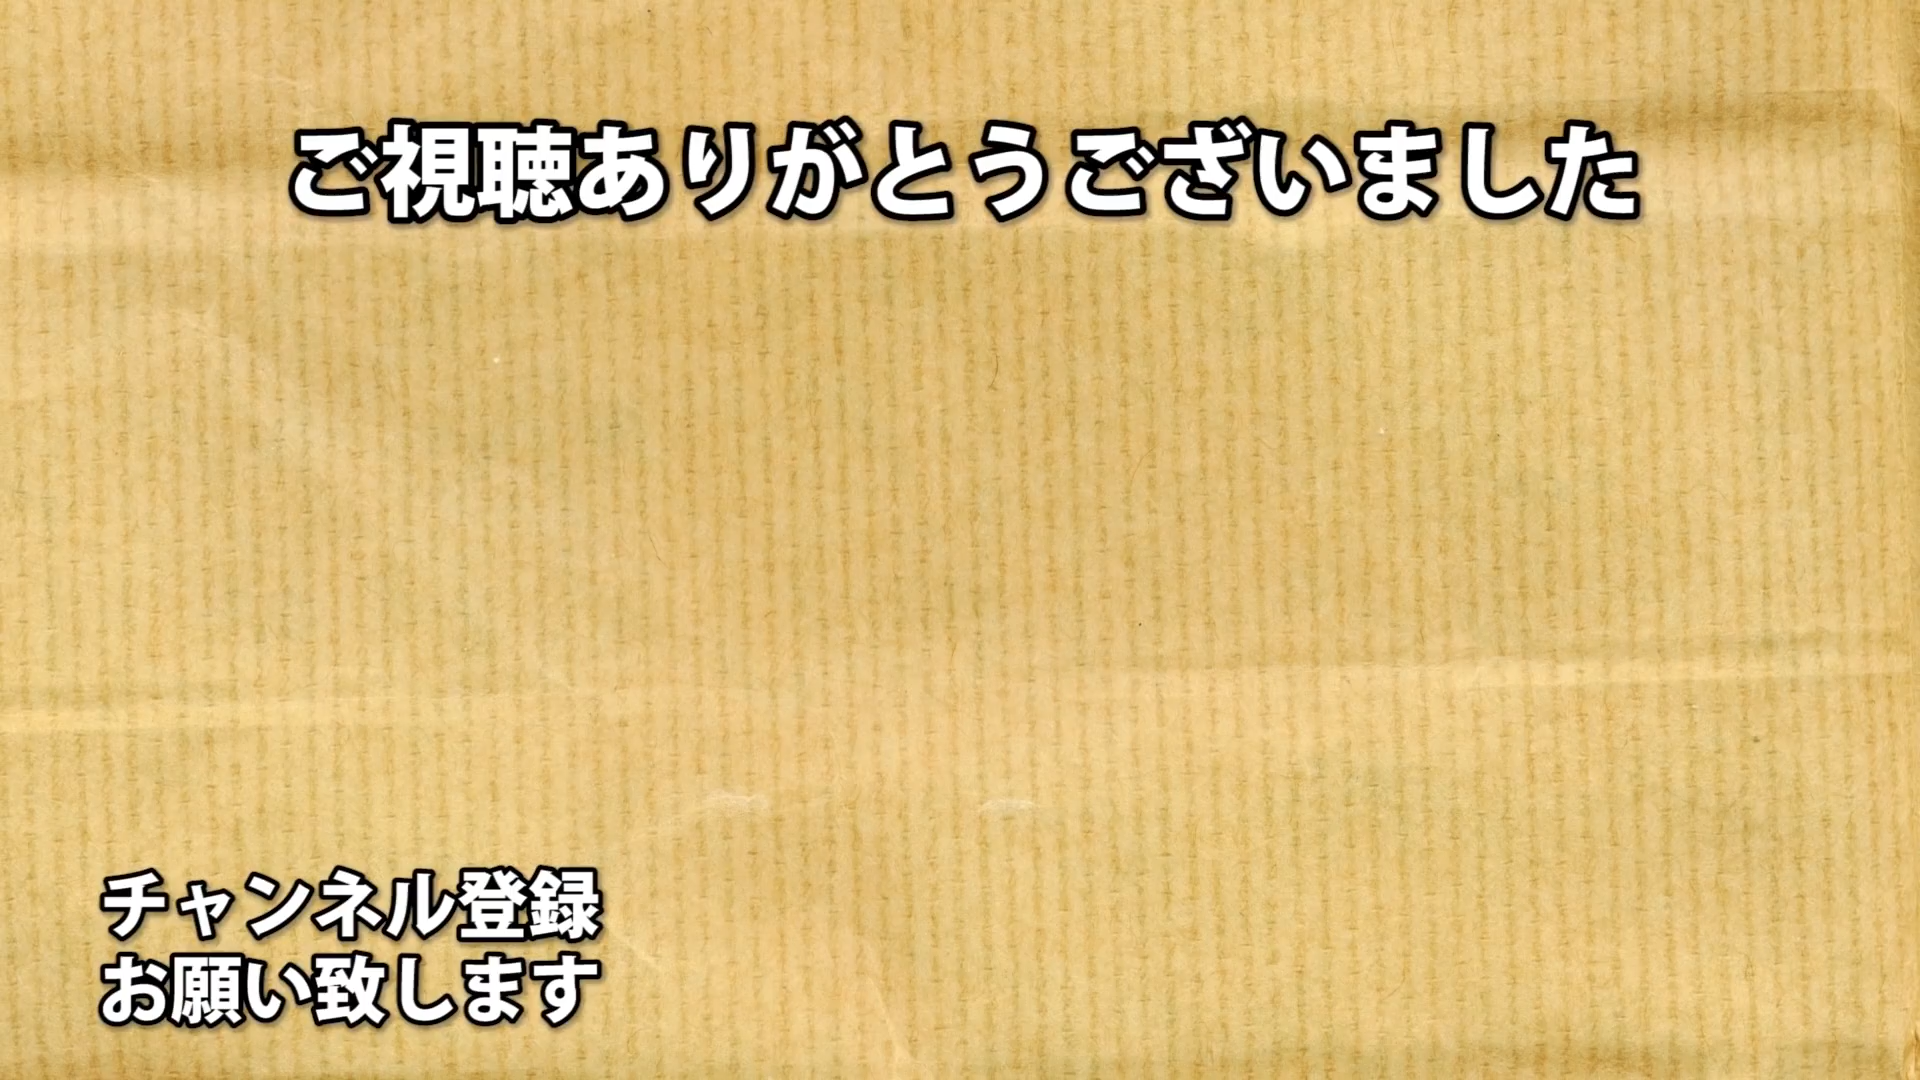 ご視聴ありがとうございました
チャンネル登録
お願い致します